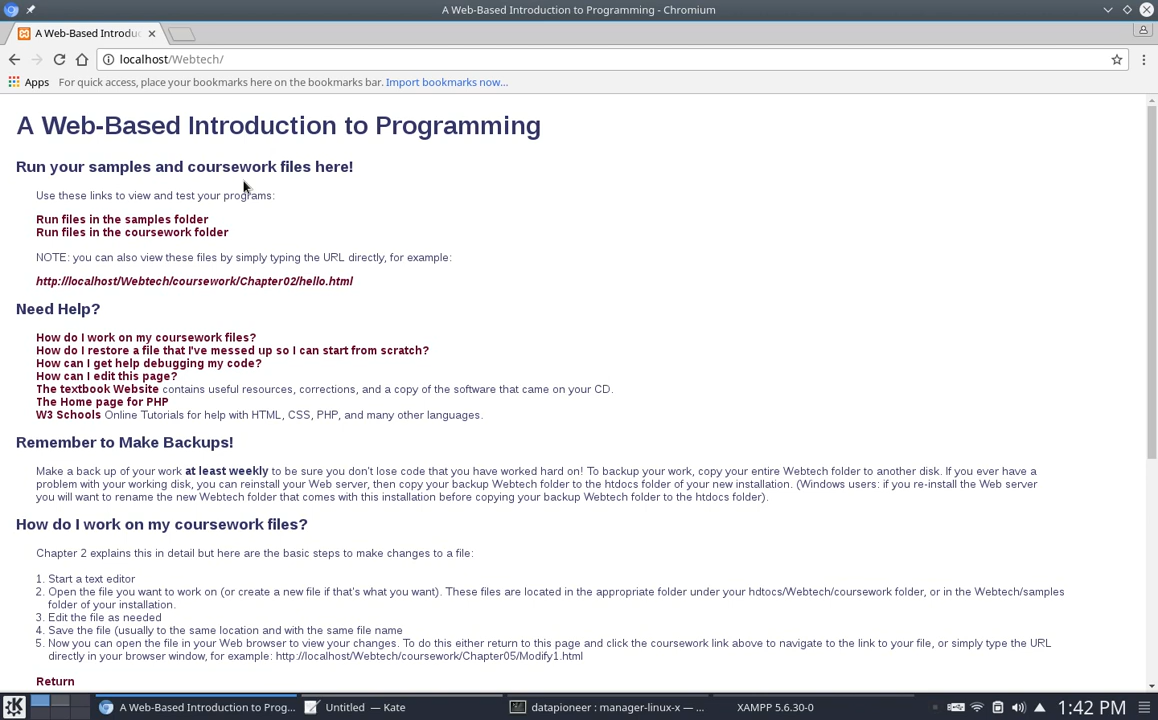 A Web-Based Introduction to Programming - Chromium
A Web-Based Introduc
localhost/Webtech/
Apps For quick access, place your bookmarks here on the bookmarks bar. Import bookmarks now...
A Web-Based Introduction to Programming
Run your samples and coursework files here!
Use these links to view and test your programs:
Run files in the samples folder
Run files in the coursework folder
NOTE: you can also view these files by simply typing the URL directly, for example:
http://localhost/Webtech/coursework/Chapter02/hello.html
Need Help?
How do I work on my coursework files?
How do I restore a file that I've messed up so I can start from scratch?
How can I get help debugging my code?
How can I edit this page?
The textbook Website contains useful resources, corrections, and a copy of the software that came on your CD.
The Home page for PHP
W3 Schools Online Tutorials for help with HTML, CSS, PHP, and many other languages.
Remember to Make Backups!
Make a back up of your work at least weekly to be sure you don't lose code that you have worked hard on! To backup your work, copy your entire Webtech folder to another disk. If you ever have a
problem with your working disk, you can reinstall your Web server, then copy your backup Webtech folder to the htdocs folder of your new installation. (Windows users: if you re-install the Web server
you will want to rename the new Webtech folder that comes with this installation before copying your backup Webtech folder to the htdocs folder).
How do I work on my coursework files?
Chapter 2 explains this in detail but here are the basic steps to make changes to a file:
1. Start a text editor
2. Open the file you want to work on (or create a new file if that's what you want). These files are located in the appropriate folder under your hdtocs/Webtech/coursework folder, or in the Webtech/samples
folder of your installation.
3. Edit the file as needed
4. Save the file (usually to the same location and with the same file name
5. Now you can open the file in your Web browser to view your changes. To do this either return to this page and click the coursework link above to navigate to the link to your file, or simply type the URL
directly in your browser window, for example: http://localhost/Webtech/coursework/Chapter05/Modify1.html
Return
A Web-Based Introduction to Prog... Untitled — Kate datapioneer : manager-linux-x — ... XAMPP 5.6.30-0 1:42 PM